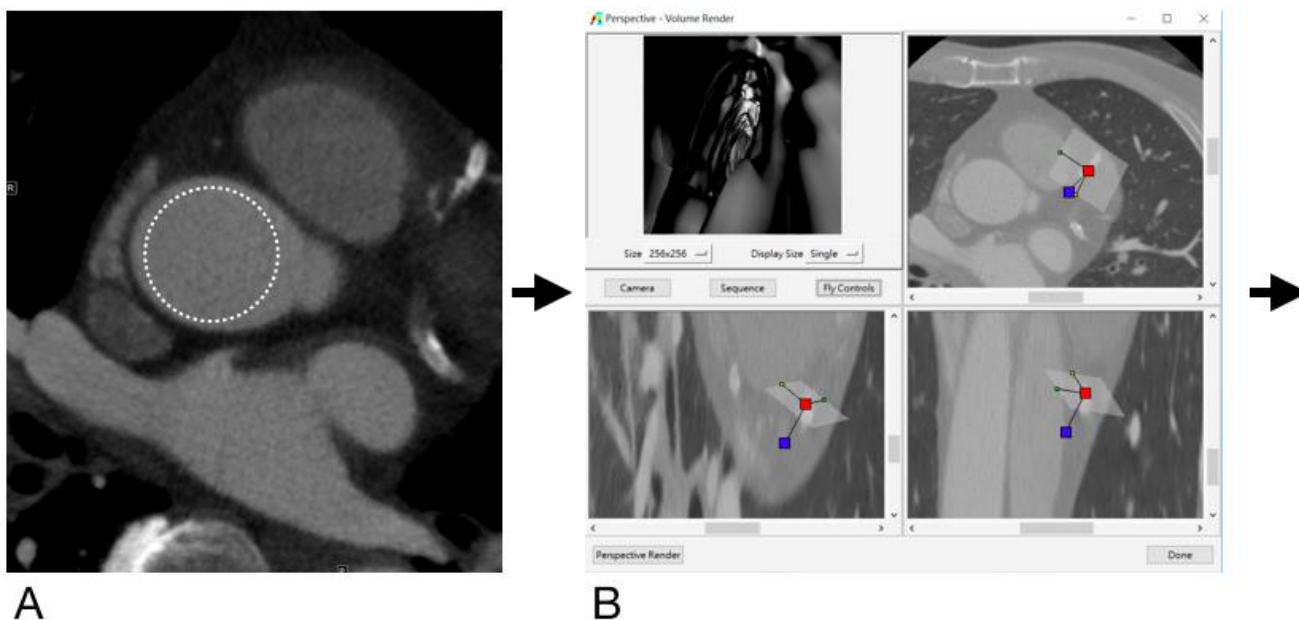 Perspective - Volume Render
R
Size 256x256 Display Size Single
Camera Sequence Fly Controls
Perspective Render Done
A B